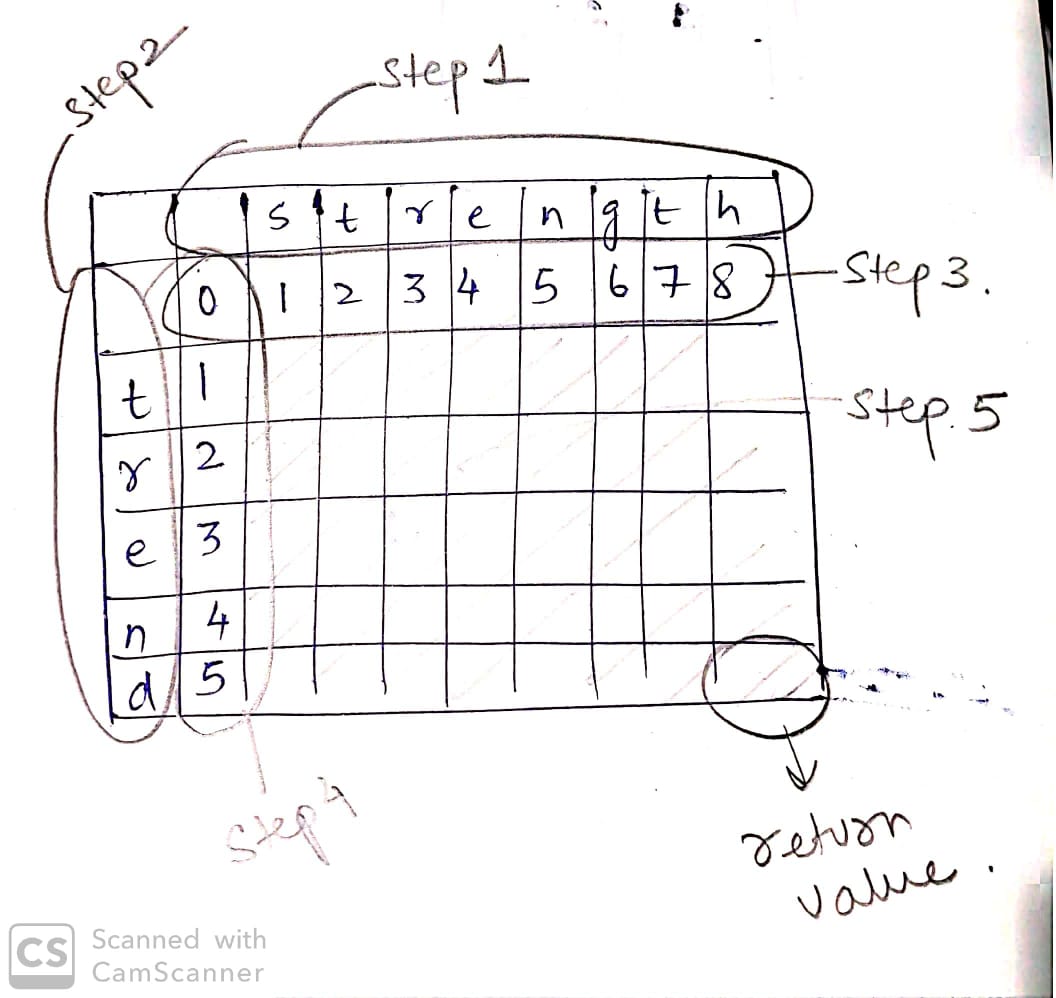 step 2
step 1
s t r e n g t h
0 1 2 3 4 5 6 7 8
step 3.
t 1
step. 5
r 2
e 3
n 4
d 5
step 4
return
value.
CS Scanned with
CamScanner